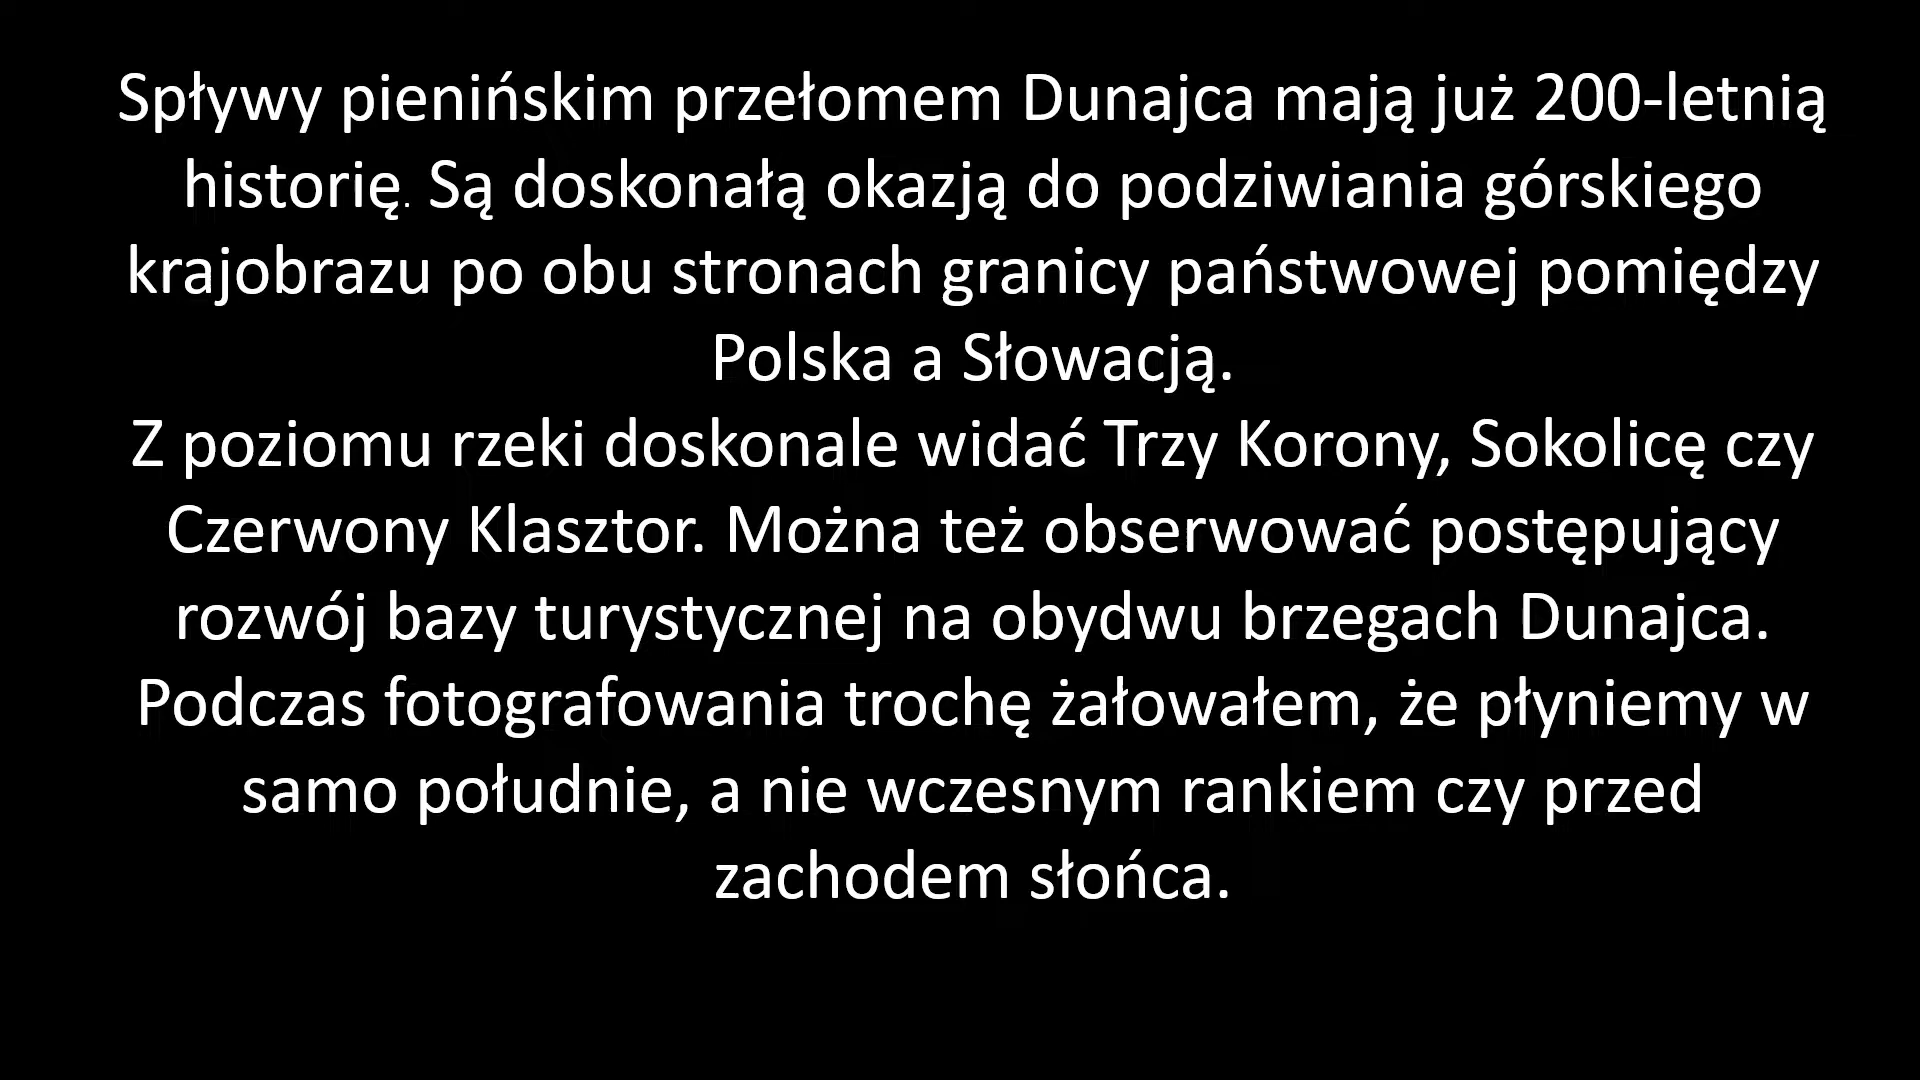 Spływy pienińskim przełomem Dunajca mają już 200-letnią
historię. Są doskonałą okazją do podziwiania górskiego
krajobrazu po obu stronach granicy państwowej pomiędzy
Polska a Słowacją.
Z poziomu rzeki doskonale widać Trzy Korony, Sokolicę czy
Czerwony Klasztor. Można też obserwować postępujący
rozwój bazy turystycznej na obydwu brzegach Dunajca.
Podczas fotografowania trochę żałowałem, że płyniemy w
samo południe, a nie wczesnym rankiem czy przed
zachodem słońca.